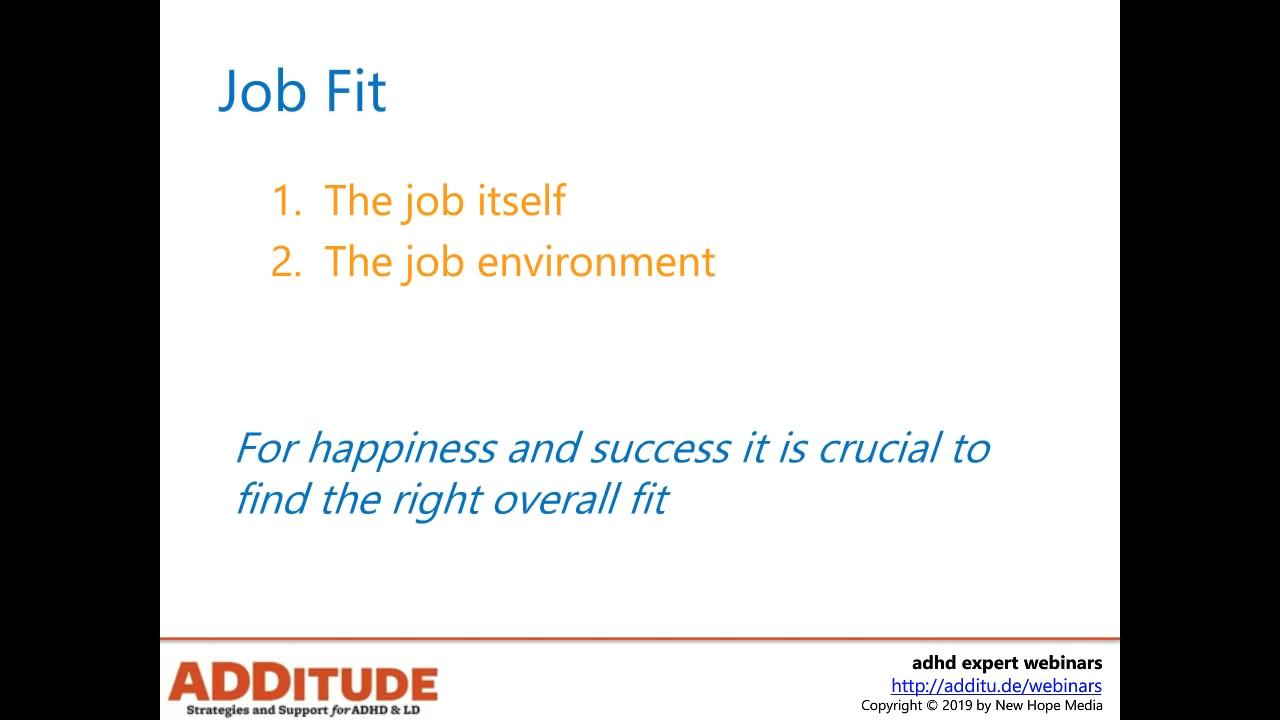 Job Fit
1. The job itself
2. The job environment
For happiness and success it is crucial to
find the right overall fit
ADDITUDE
Strategies and Support for ADHD & LD
adhd expert webinars
http://additu.de/webinars
Copyright © 2019 by New Hope Media